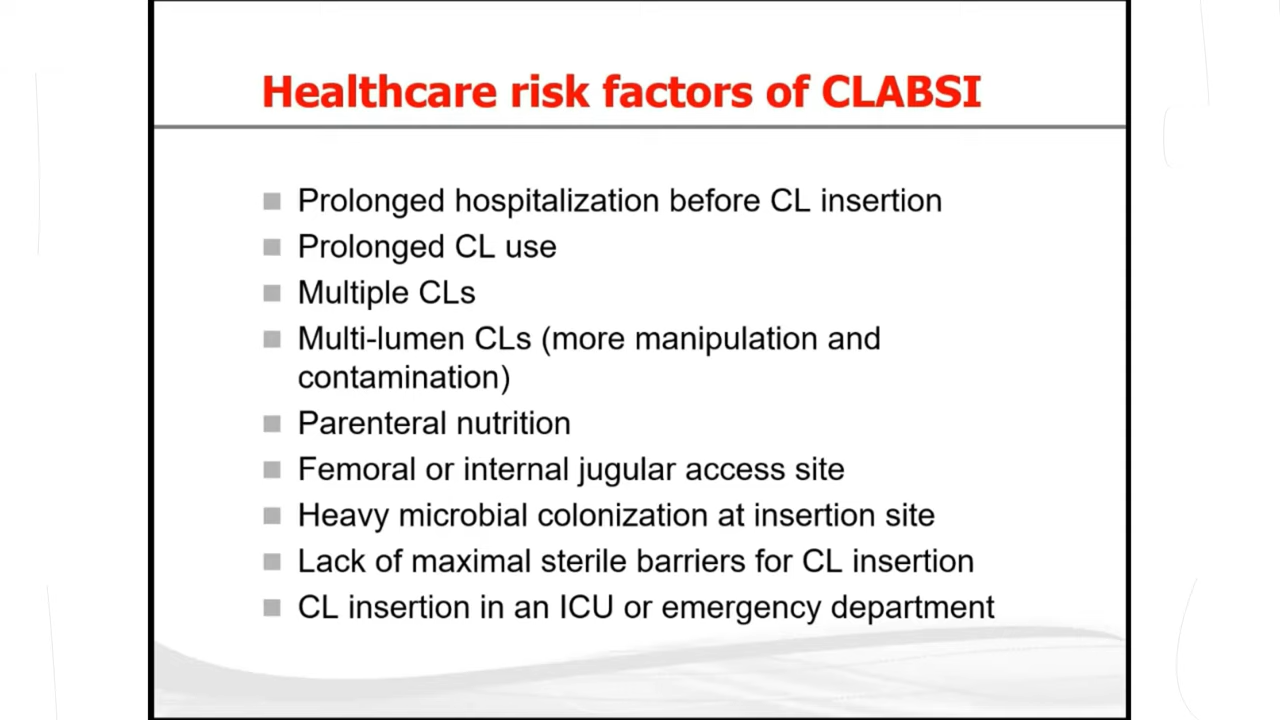 Healthcare risk factors of CLABSI
Prolonged hospitalization before CL insertion
Prolonged CL use
Multiple CLs
Multi-lumen CLs (more manipulation and
contamination)
Parenteral nutrition
Femoral or internal jugular access site
Heavy microbial colonization at insertion site
Lack of maximal sterile barriers for CL insertion
CL insertion in an ICU or emergency department